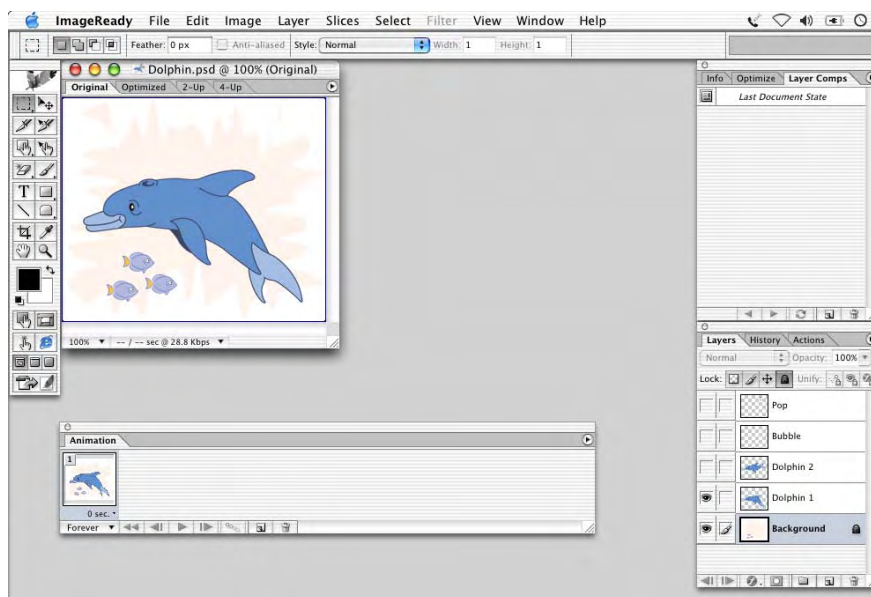 ImageReady File Edit Image Layer Slices Select Filter View Window Help
Feather: 0 px Anti-aliased Style: Normal Width: 1 Height: 1
Dolphin.psd @ 100% (Original)
Original Optimized 2-Up 4-Up
100% -- / -- sec @ 28.8 Kbps
T
Info Optimize Layer Comps
Last Document State
Layers History Actions
Normal Opacity: 100%
Lock: Unify:
Pop
Bubble
Dolphin 2
Dolphin 1
Background
Animation
1
0 sec.
Forever